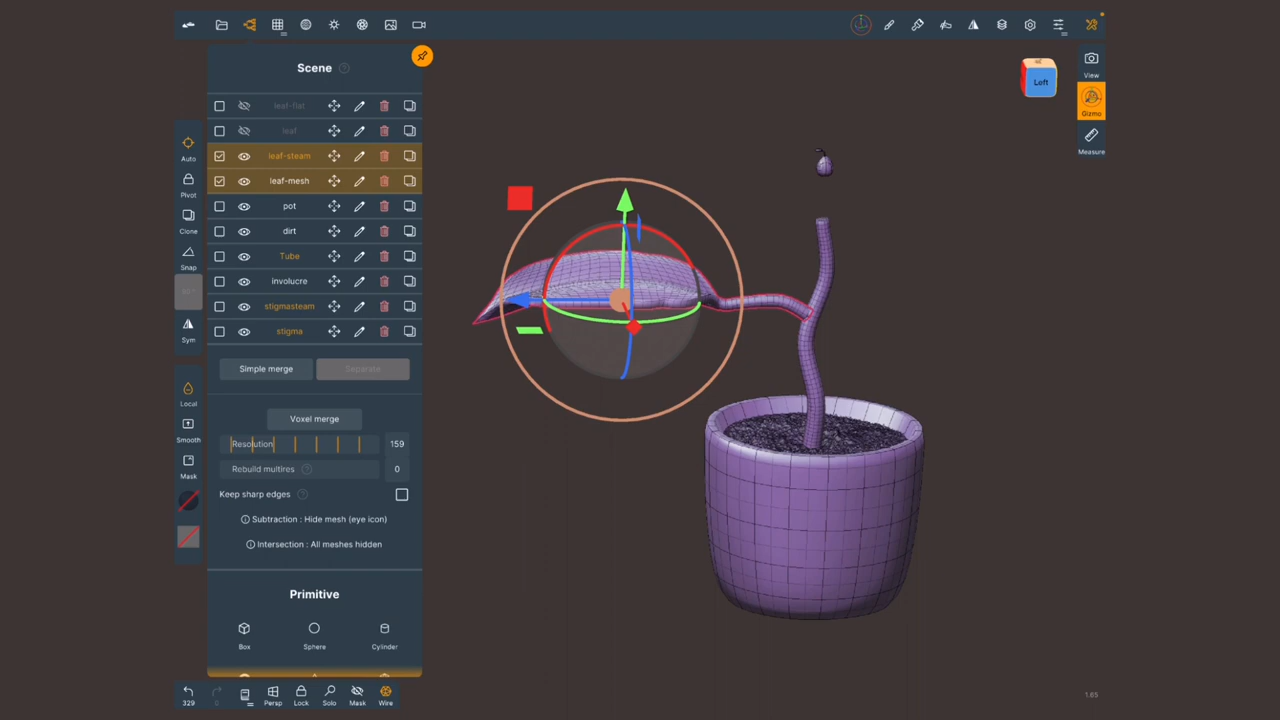 Scene
leaf-flat
leaf
leaf-steam
leaf-mesh
pot
dirt
Tube
involucre
stigmasteam
stigma
Simple merge
Separate
Voxel merge
Resolution
159
Rebuild multires
0
Keep sharp edges
Subtraction : Hide mesh (eye icon)
Intersection : All meshes hidden
Primitive
Box
Sphere
Cylinder
Auto
Pivot
Clone
Snap
Sym
Local
Smooth
Mask
329
0
Persp
Lock
Solo
Mask
Wire
Left
View
Gizmo
Measure
1.65